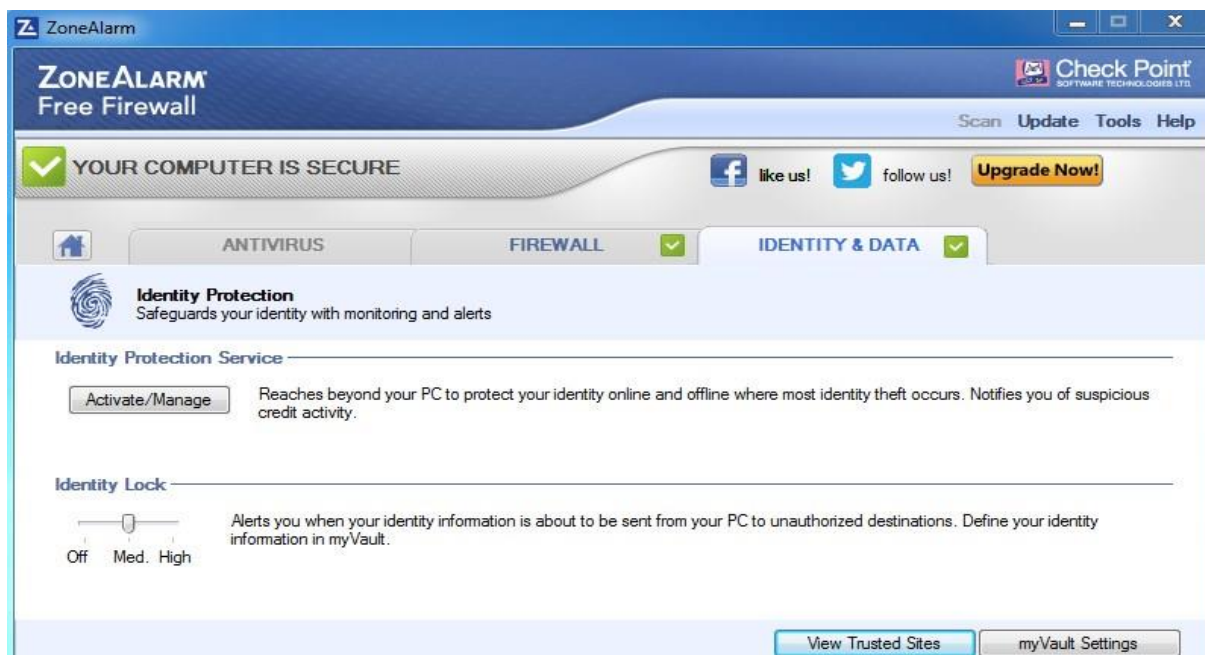 ZoneAlarm
ZONEALARM
Free Firewall
Check Point
SOFTWARE TECHNOLOGIES LTD.
Scan Update Tools Help
YOUR COMPUTER IS SECURE
like us! follow us! Upgrade Now!
ANTIVIRUS FIREWALL IDENTITY & DATA
Identity Protection
Safeguards your identity with monitoring and alerts
Identity Protection Service
Activate/Manage
Reaches beyond your PC to protect your identity online and offline where most identity theft occurs. Notifies you of suspicious
credit activity.
Identity Lock
Alerts you when your identity information is about to be sent from your PC to unauthorized destinations. Define your identity
information in myVault.
Off Med. High
View Trusted Sites myVault Settings